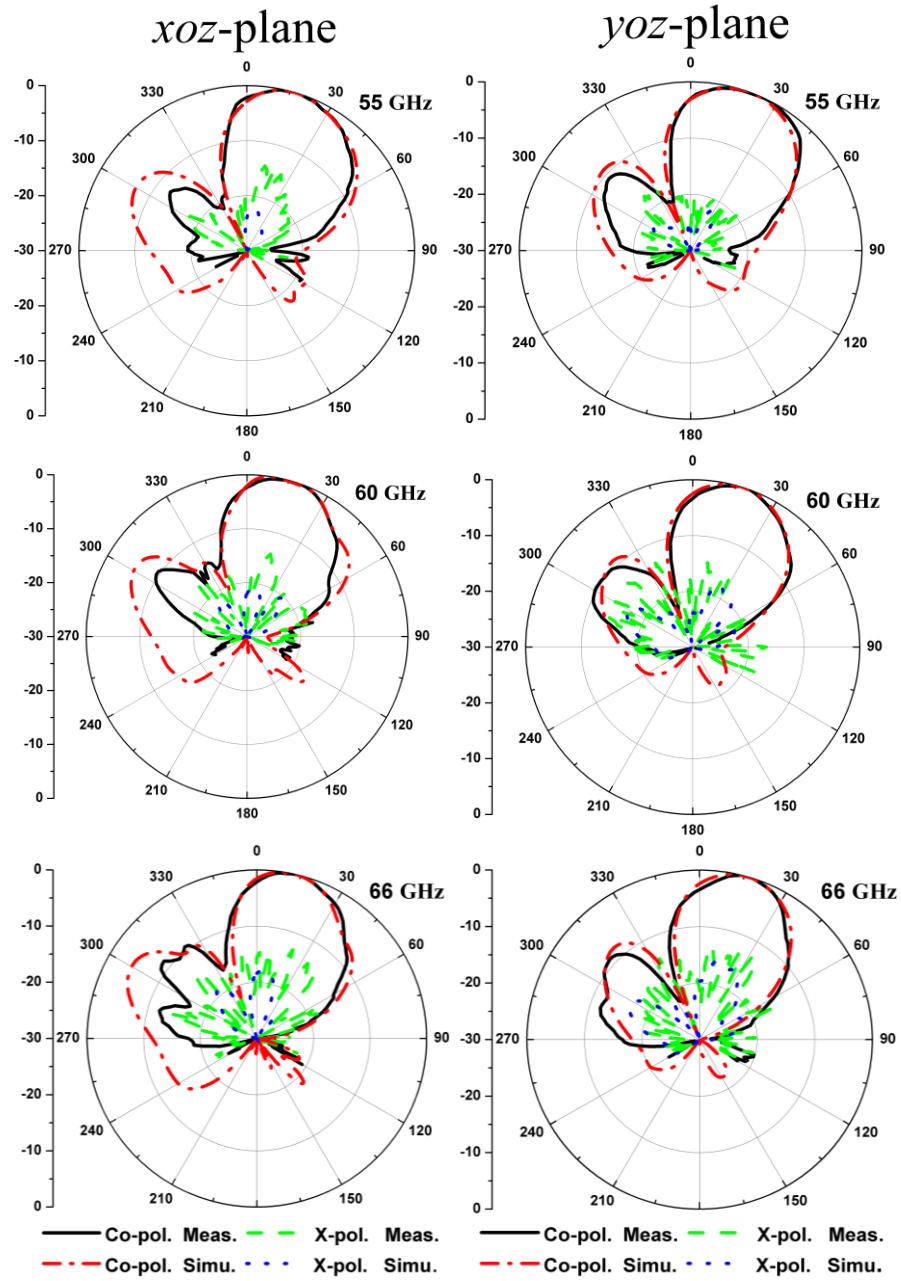 xoz-plane yoz-plane
0 0
0 330 30 55 GHz 0 330 30 55 GHz
-10 300 60 -10 300 60
-20 -20
-30 270 90 -30 270 90
-20 -20
240 120 240 120
-10 -10
210 150 210 150
0 180 0 180
0 0
0 330 30 60 GHz 0 330 30 60 GHz
-10 300 60 -10 300 60
-20 -20
-30 270 90 -30 270 90
-20 -20
240 120 240 120
-10 -10
210 150 210 150
0 180 0 180
0 0
0 330 30 66 GHz 0 330 30 66 GHz
-10 300 60 -10 300 60
-20 -20
-30 270 90 -30 270 90
-20 -20
240 120 240 120
-10 -10
210 150 210 150
0 0
Co-pol. Meas. X-pol. Meas. Co-pol. Meas. X-pol. Meas.
Co-pol. Simu. X-pol. Simu. Co-pol. Simu. X-pol. Simu.